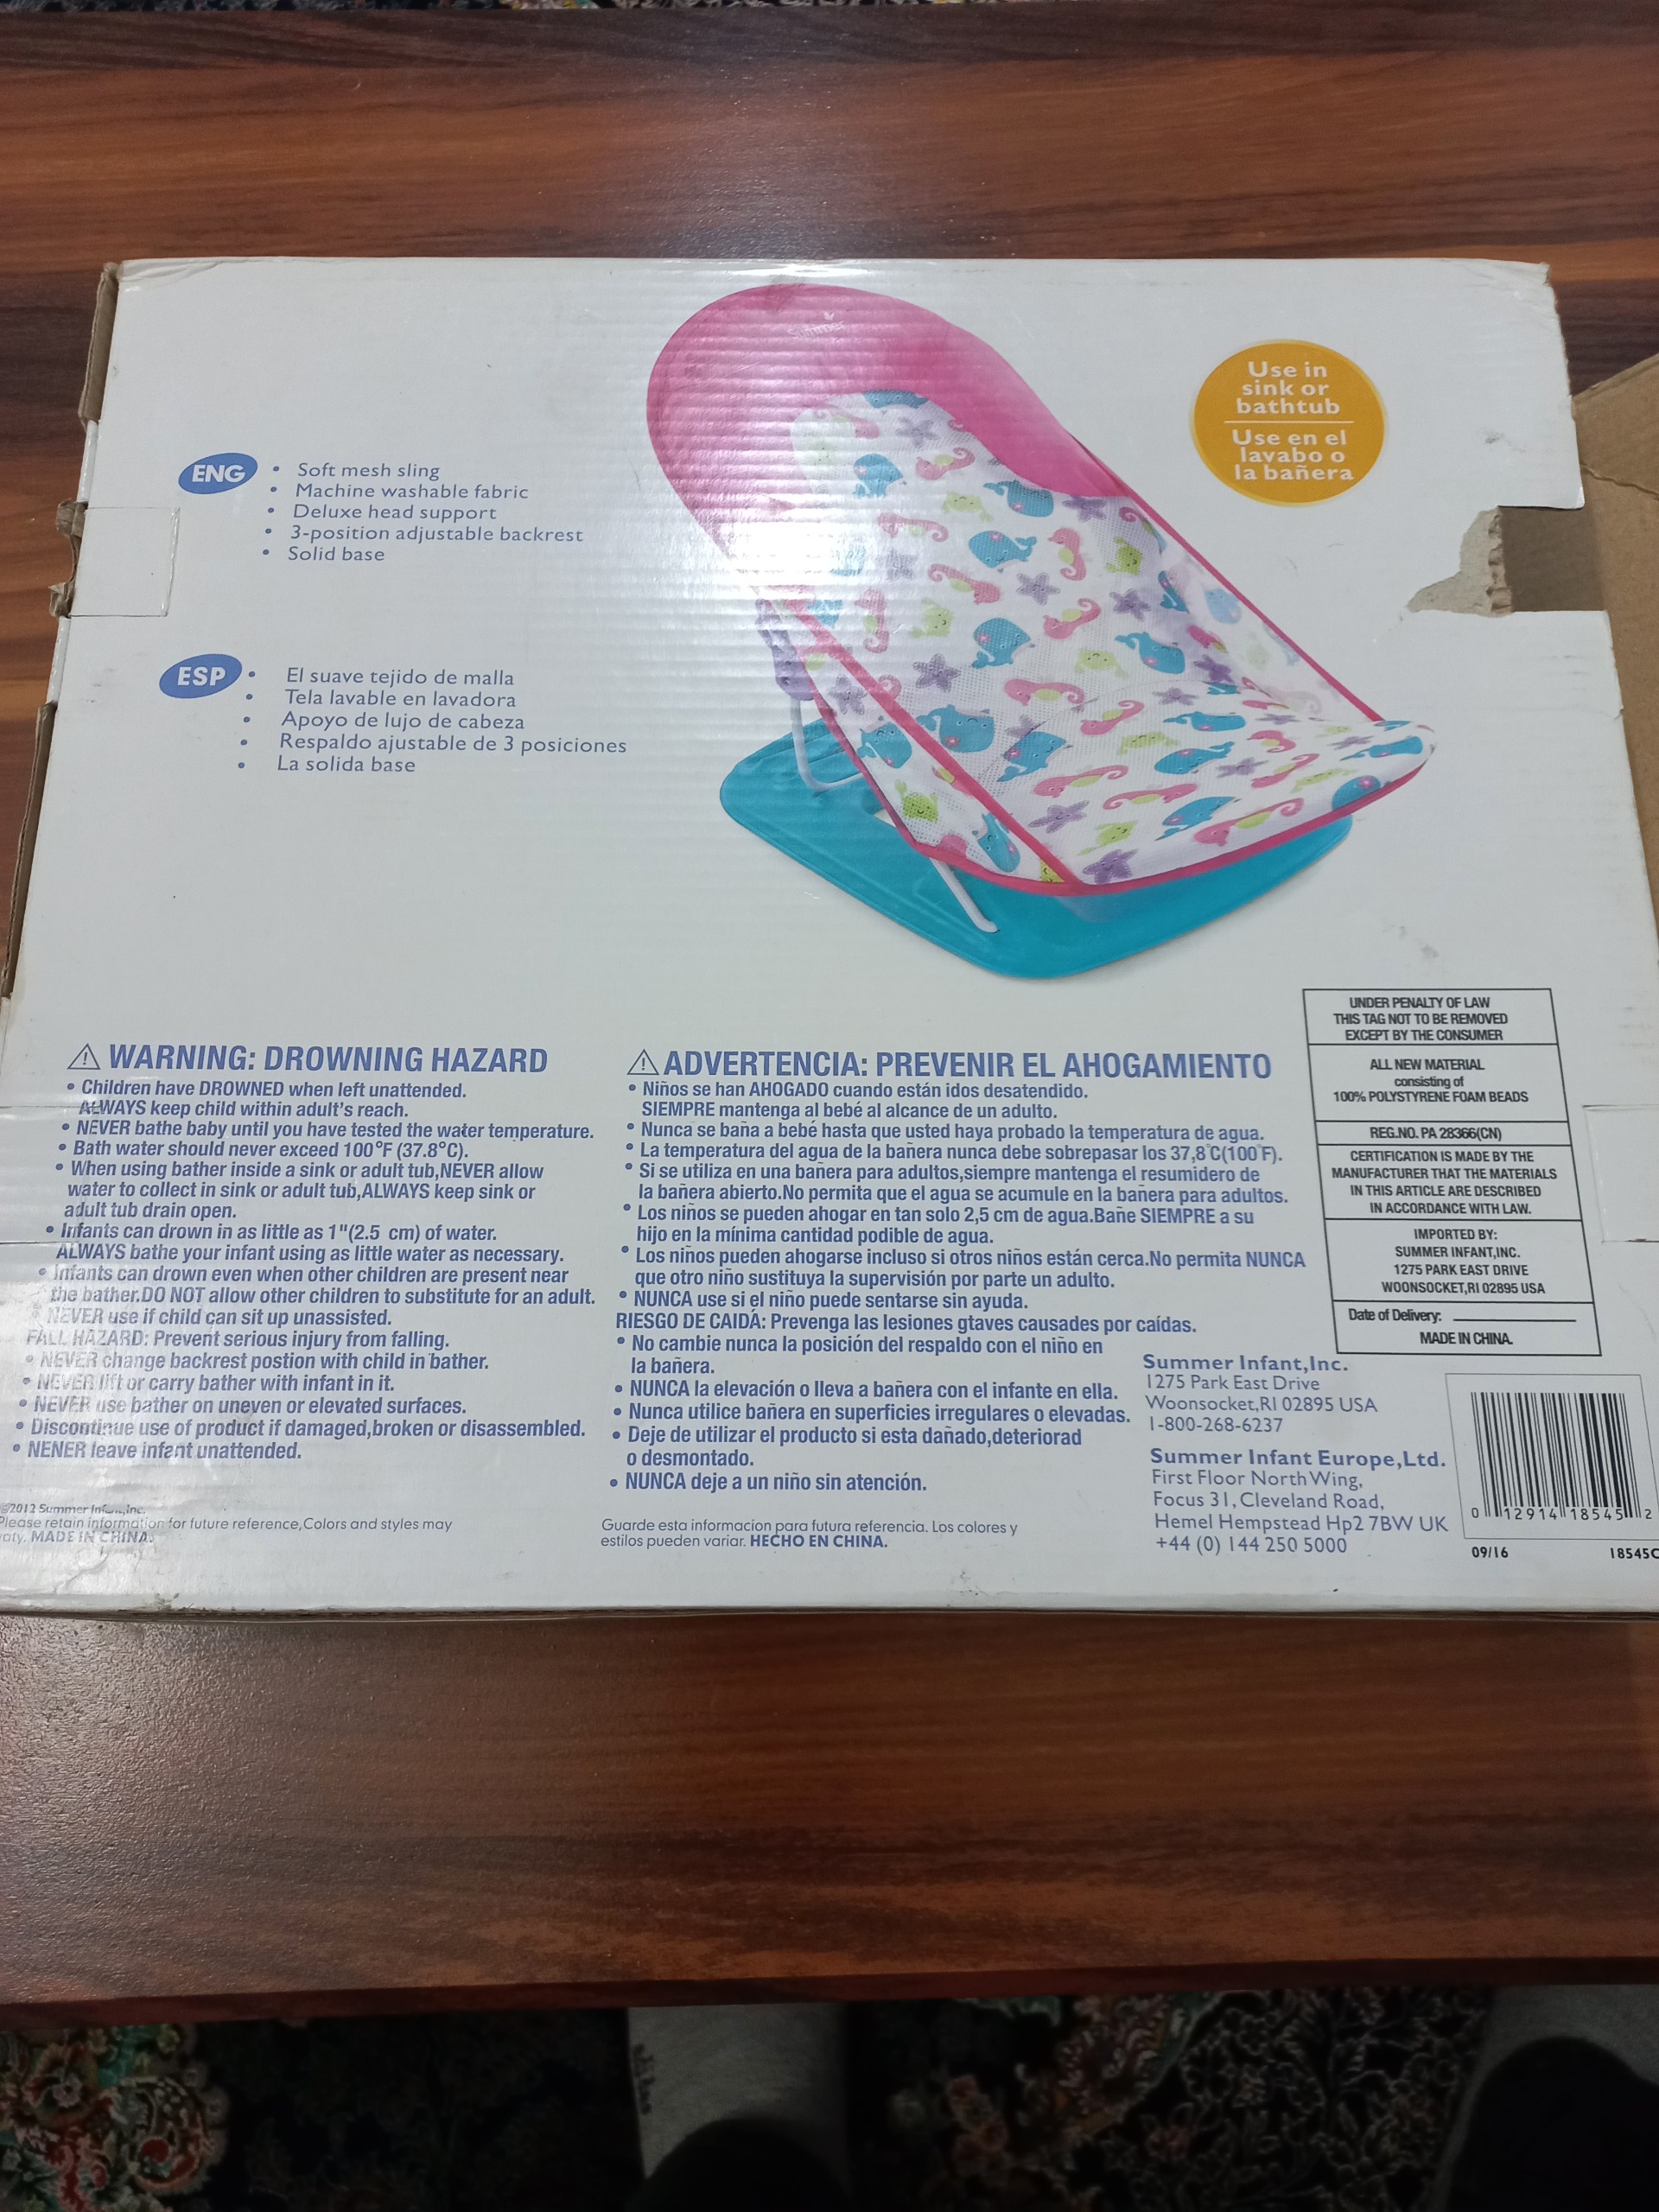 Summer
Use in
sink or
bathtub
Use en el
lavabo o
la bañera
ENG
• Soft mesh sling
• Machine washable fabric
• Deluxe head support
• 3-position adjustable backrest
• Solid base
ESP
• El suave tejido de malla
• Tela lavable en lavadora
• Apoyo de lujo de cabeza
• Respaldo ajustable de 3 posiciones
• La solida base
⚠ WARNING: DROWNING HAZARD
• Children have DROWNED when left unattended.
ALWAYS keep child within adult's reach.
• NEVER bathe baby until you have tested the water temperature.
• Bath water should never exceed 100°F (37.8°C).
• When using bather inside a sink or adult tub,NEVER allow
water to collect in sink or adult tub,ALWAYS keep sink or
adult tub drain open.
• Infants can drown in as little as 1"(2.5 cm) of water.
ALWAYS bathe your infant using as little water as necessary.
• Infants can drown even when other children are present near
the bather.DO NOT allow other children to substitute for an adult.
• NEVER use if child can sit up unassisted.
FALL HAZARD: Prevent serious injury from falling.
• NEVER change backrest postion with child in bather.
• NEVER lift or carry bather with infant in it.
• NEVER use bather on uneven or elevated surfaces.
• Discontinue use of product if damaged,broken or disassembled.
• NENER leave infant unattended.
©2012 Summer Infant,Inc.
Please retain information for future reference,Colors and styles may
vaty. MADE IN CHINA.
⚠ ADVERTENCIA: PREVENIR EL AHOGAMIENTO
• Niños se han AHOGADO cuando están idos desatendido.
SIEMPRE mantenga al bebé al alcance de un adulto.
• Nunca se baña a bebé hasta que usted haya probado la temperatura de agua.
• La temperatura del agua de la bañera nunca debe sobrepasar los 37,8°C(100°F).
• Si se utiliza en una bañera para adultos,siempre mantenga el resumidero de
la bañera abierto.No permita que el agua se acumule en la bañera para adultos.
• Los niños se pueden ahogar en tan solo 2,5 cm de agua.Bañe SIEMPRE a su
hijo en la mínima cantidad podible de agua.
• Los niños pueden ahogarse incluso si otros niños están cerca.No permita NUNCA
que otro niño sustituya la supervisión por parte un adulto.
• NUNCA use si el niño puede sentarse sin ayuda.
RIESGO DE CAIDÁ: Prevenga las lesiones gtaves causadas por caídas.
• No cambie nunca la posición del respaldo con el niño en
la bañera.
• NUNCA la elevación o lleva a bañera con el infante en ella.
• Nunca utilice bañera en superficies irregulares o elevadas.
• Deje de utilizar el producto si esta dañado,deteriorad
o desmontado.
• NUNCA deje a un niño sin atención.
Guarde esta informacion para futura referencia. Los colores y
estilos pueden variar. HECHO EN CHINA.
UNDER PENALTY OF LAW
THIS TAG NOT TO BE REMOVED
EXCEPT BY THE CONSUMER
ALL NEW MATERIAL
consisting of
100% POLYSTYRENE FOAM BEADS
REG.NO. PA 28366(CN)
CERTIFICATION IS MADE BY THE
MANUFACTURER THAT THE MATERIALS
IN THIS ARTICLE ARE DESCRIBED
IN ACCORDANCE WITH LAW.
IMPORTED BY:
SUMMER INFANT,INC.
1275 PARK EAST DRIVE
WOONSOCKET,RI 02895 USA
Date of Delivery:
MADE IN CHINA.
Summer Infant,Inc.
1275 Park East Drive
Woonsocket,RI 02895 USA
1-800-268-6237
Summer Infant Europe,Ltd.
First Floor North Wing,
Focus 31, Cleveland Road,
Hemel Hempstead Hp2 7BW UK
+44 (0) 144 250 5000
0 12914 18545 2
09/16 18545C